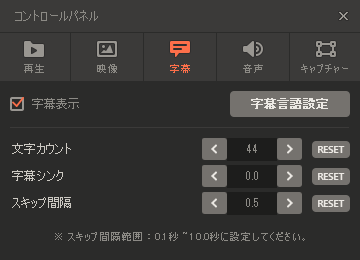 コントロールパネル
再生 映像 字幕 音声 キャプチャー
字幕表示 字幕言語設定
文字カウント 44 RESET
字幕シンク 0.0 RESET
スキップ間隔 0.5 RESET
※ スキップ間隔範囲：0.1秒 ~10.0秒に設定してください。